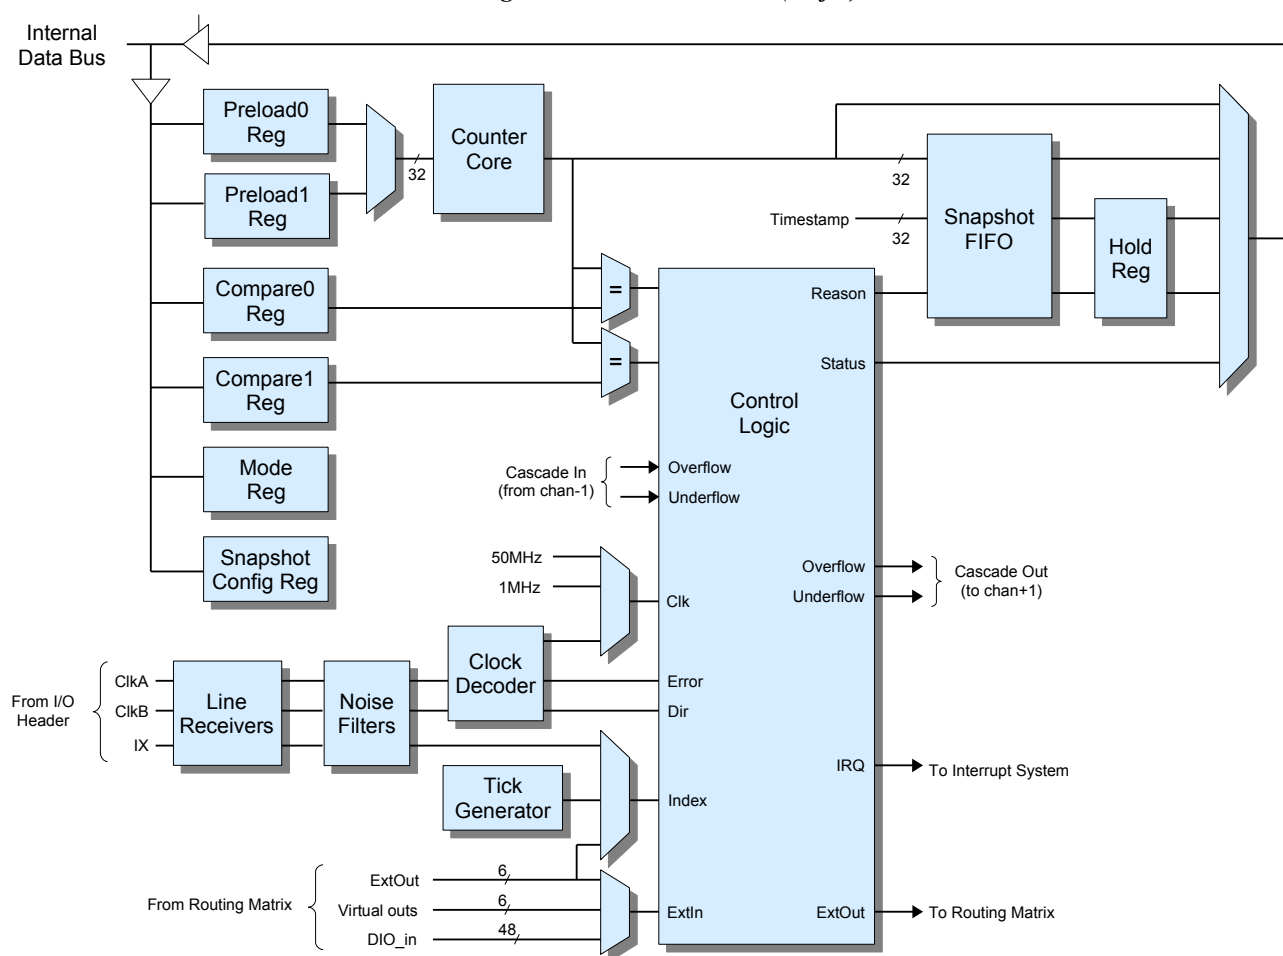 Internal
Data Bus
Preload0
Reg
Counter
Core
32
Preload1
Reg
32
Timestamp
32
Snapshot
FIFO
Hold
Reg
Compare0
Reg
=
Reason
Compare1
Reg
=
Status
Control
Logic
Mode
Reg
Cascade In
(from chan-1)
Overflow
Underflow
Snapshot
Config Reg
50MHz
1MHz
Clk
Overflow
Underflow
Cascade Out
(to chan+1)
From I/O
Header
ClkA
ClkB
IX
Line
Receivers
Noise
Filters
Clock
Decoder
Error
Dir
Tick
Generator
Index
IRQ
To Interrupt System
From Routing Matrix
ExtOut
6
Virtual outs
6
DIO_in
48
ExtIn
ExtOut
To Routing Matrix